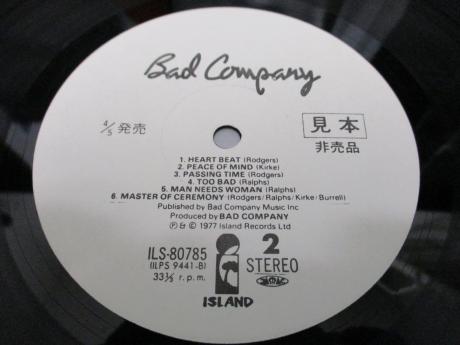 Bad Company
4/5 発売
見本
非売品
1. HEART BEAT (Rodgers)
2. PEACE OF MIND (Kirke)
3. PASSING TIME (Rodgers)
4. TOO BAD (Ralphs)
5. MAN NEEDS WOMAN (Ralphs)
6. MASTER OF CEREMONY (Rodgers/Ralphs/Kirke/Burrell)
Published by Bad Company Music Inc
Produced by BAD COMPANY
℗ & © 1977 Island Records Ltd
ILS-80785
(ILPS 9441-B)
33⅓ r.p.m.
2
STEREO
ISLAND